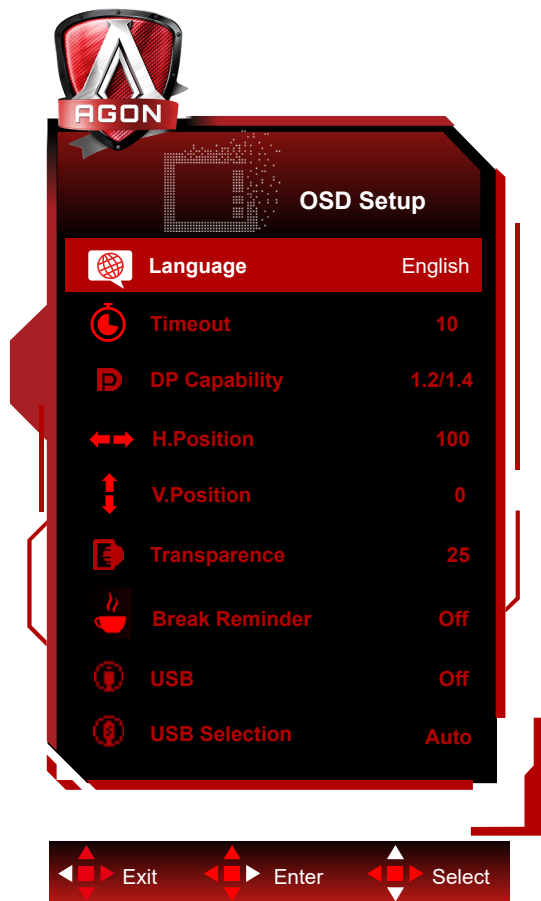 AGON
OSD Setup
Language English
Timeout 10
DP Capability 1.2/1.4
H.Position 100
V.Position 0
Transparence 25
Break Reminder Off
USB Off
USB Selection Auto
Exit Enter Select